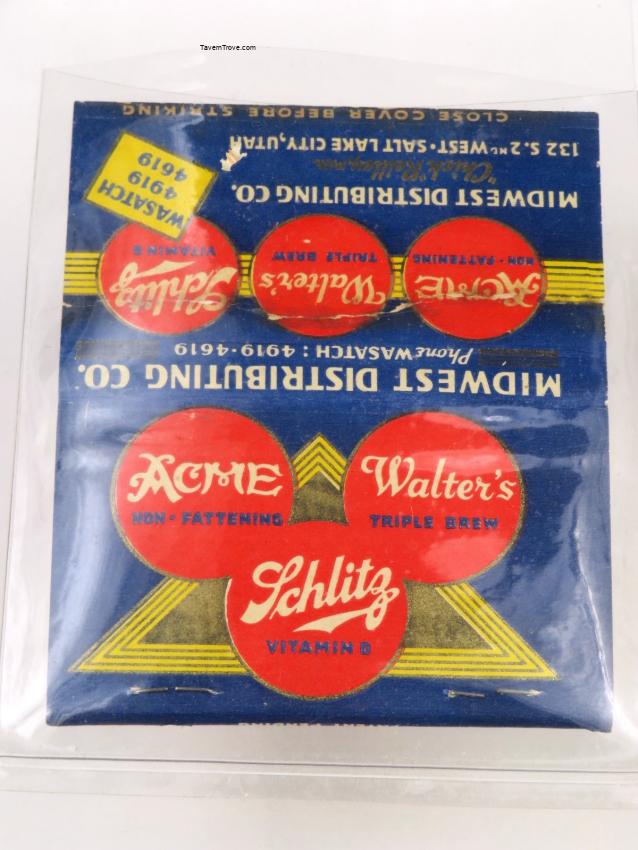 TavernTrove.com
CLOSE COVER BEFORE STRIKING
132 S. 2ND WEST · SALT LAKE CITY, UTAH
"Chick" Reilley, MGR.
MIDWEST DISTRIBUTING CO.
WASATCH
4919
4619
ACME
NON-FATTENING
Walter's
TRIPLE BREW
Schlitz
VITAMIN D
Phone WASATCH: 4919-4619
MIDWEST DISTRIBUTING CO.
ACME
NON-FATTENING
Walter's
TRIPLE BREW
Schlitz
VITAMIN D